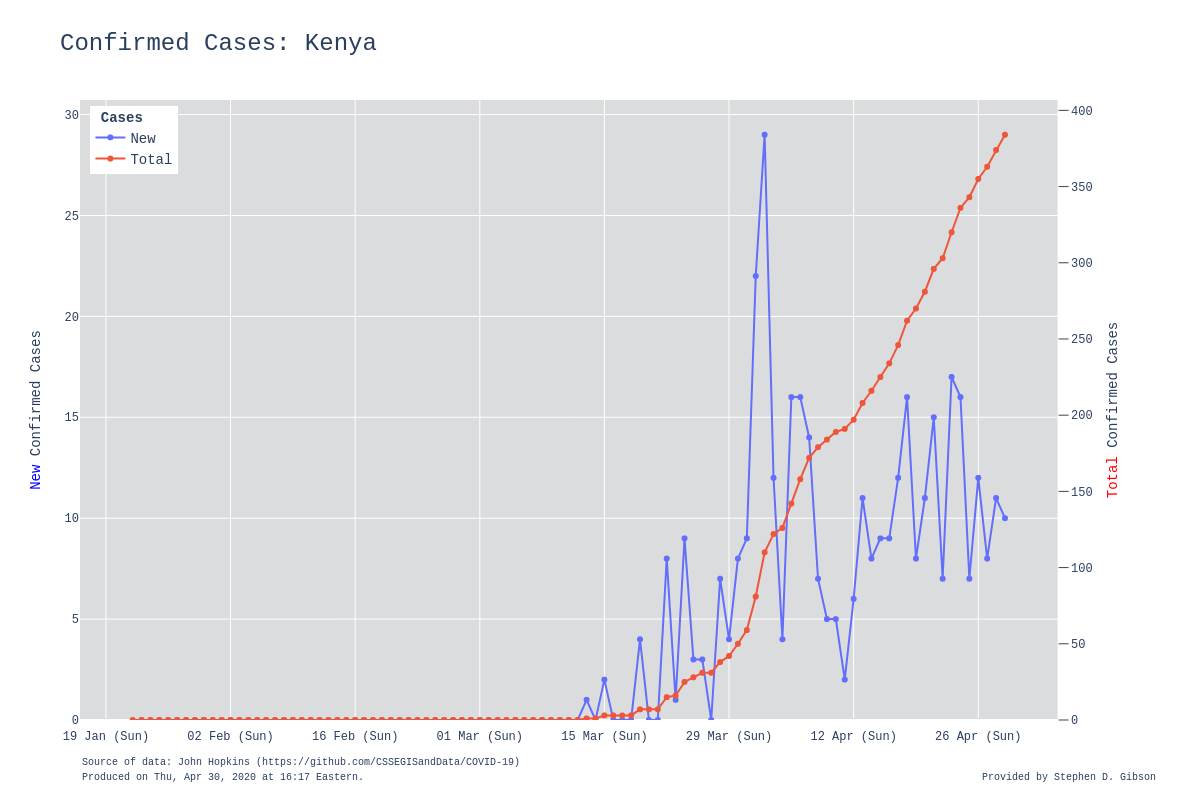 Confirmed Cases: Kenya
Cases
New
Total
30
25
20
15
10
5
0
400
350
300
250
200
150
100
50
0
New Confirmed Cases
Total Confirmed Cases
19 Jan (Sun) 02 Feb (Sun) 16 Feb (Sun) 01 Mar (Sun) 15 Mar (Sun) 29 Mar (Sun) 12 Apr (Sun) 26 Apr (Sun)
Source of data: John Hopkins (https://github.com/CSSEGISandData/COVID-19)
Produced on Thu, Apr 30, 2020 at 16:17 Eastern.
Provided by Stephen D. Gibson